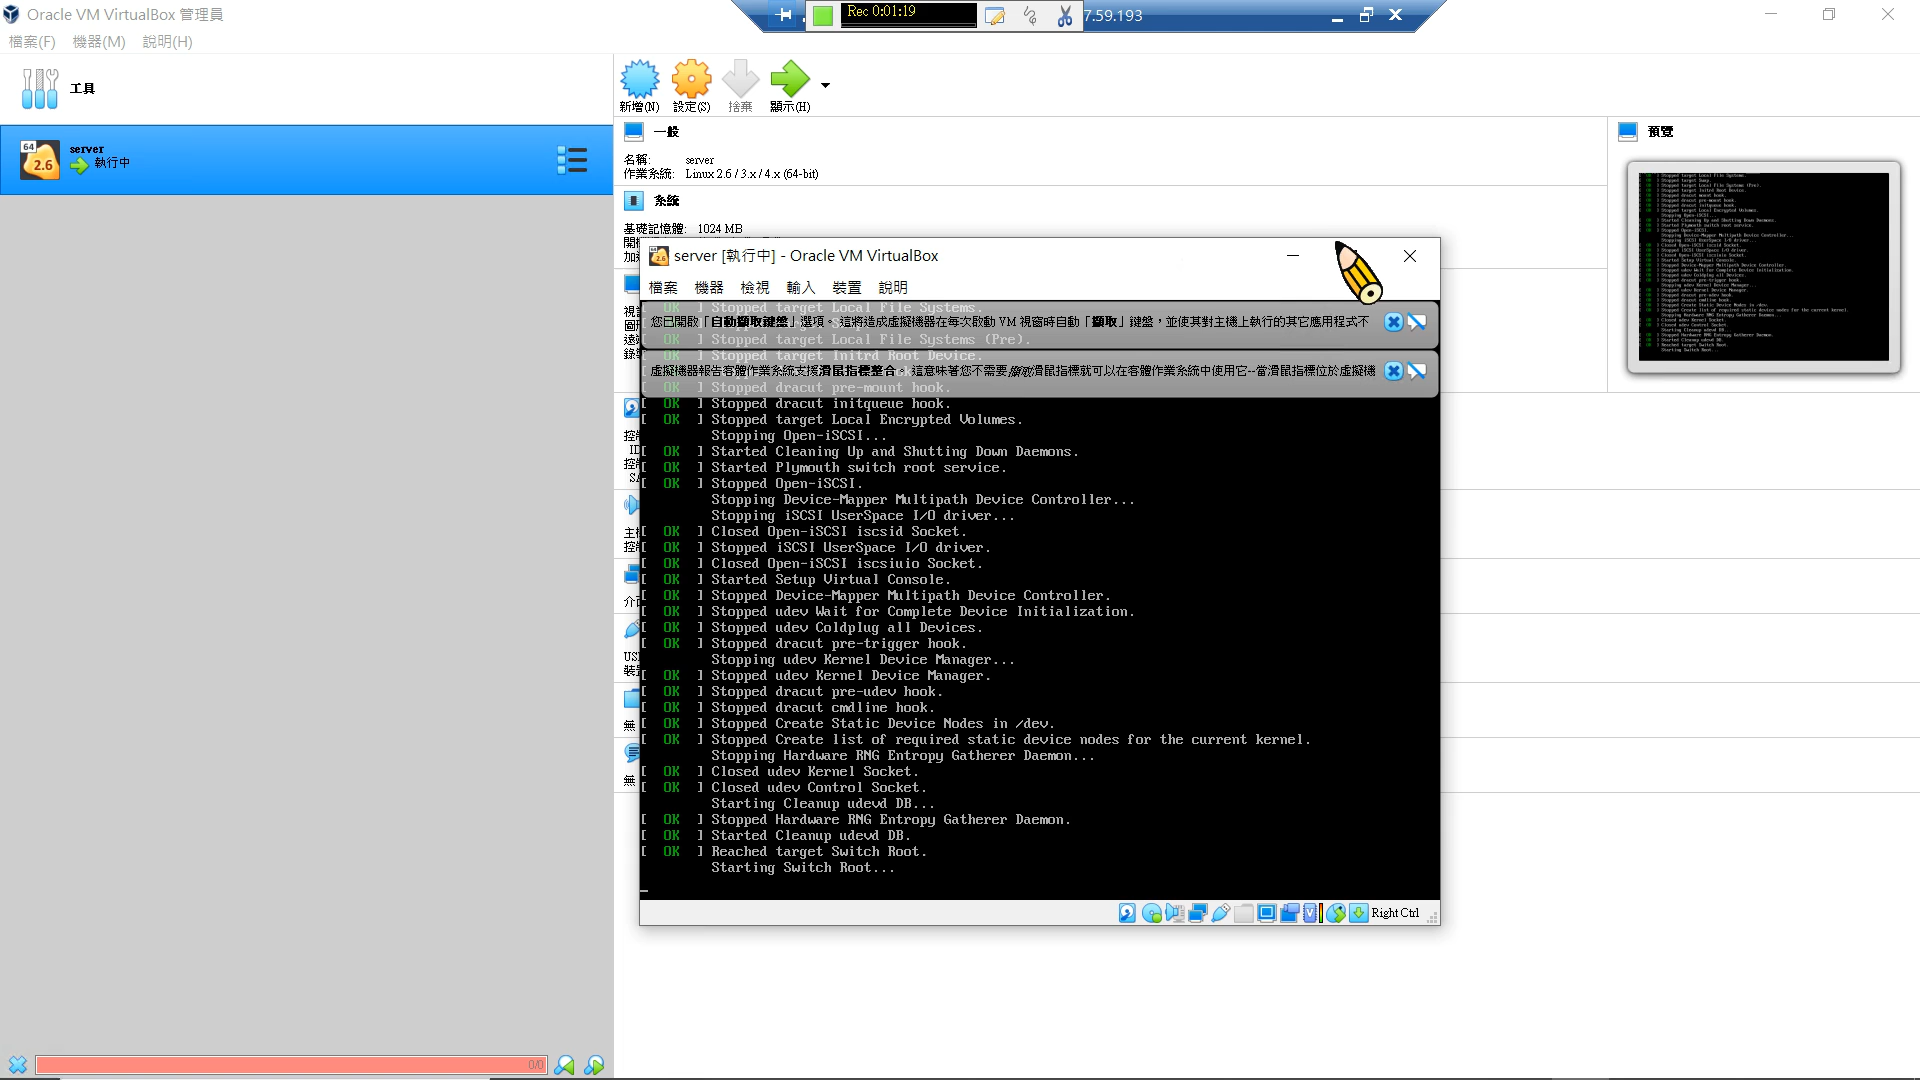 Oracle VM VirtualBox 管理員
檔案(F) 機器(M) 說明(H)
Rec 0:01:19
7.59.193
工具
新增(N) 設定(S) 捨棄 顯示(H)
64
2.6
server
執行中
一般
名稱: server
作業系統: Linux 2.6 / 3.x / 4.x (64-bit)
系統
基礎記憶體: 1024 MB
預覽
server [執行中] - Oracle VM VirtualBox
檔案 機器 檢視 輸入 裝置 說明
[ OK ] Stopped target Local File Systems.
您已開啟「自動擷取鍵盤」選項。這將造成虛擬機器在每次啟動 VM 視窗時自動「擷取」鍵盤，並使其對主機上執行的其它應用程式不
[ OK ] Stopped target Local File Systems (Pre).
[ OK ] Stopped target Initrd Root Device.
虛擬機器報告客體作業系統支援滑鼠指標整合。這意味著您不需要擷取滑鼠指標就可以在客體作業系統中使用它--當滑鼠指標位於虛擬機
[ OK ] Stopped dracut pre-mount hook.
[ OK ] Stopped dracut initqueue hook.
[ OK ] Stopped target Local Encrypted Volumes.
Stopping Open-iSCSI...
[ OK ] Started Cleaning Up and Shutting Down Daemons.
[ OK ] Started Plymouth switch root service.
[ OK ] Stopped Open-iSCSI.
Stopping Device-Mapper Multipath Device Controller...
Stopping iSCSI UserSpace I/O driver...
[ OK ] Closed Open-iSCSI iscsid Socket.
[ OK ] Stopped iSCSI UserSpace I/O driver.
[ OK ] Closed Open-iSCSI iscsiuio Socket.
[ OK ] Started Setup Virtual Console.
[ OK ] Stopped Device-Mapper Multipath Device Controller.
[ OK ] Stopped udev Wait for Complete Device Initialization.
[ OK ] Stopped udev Coldplug all Devices.
[ OK ] Stopped dracut pre-trigger hook.
Stopping udev Kernel Device Manager...
[ OK ] Stopped udev Kernel Device Manager.
[ OK ] Stopped dracut pre-udev hook.
[ OK ] Stopped dracut cmdline hook.
[ OK ] Stopped Create Static Device Nodes in /dev.
[ OK ] Stopped Create list of required static device nodes for the current kernel.
Stopping Hardware RNG Entropy Gatherer Daemon...
[ OK ] Closed udev Kernel Socket.
[ OK ] Closed udev Control Socket.
Starting Cleanup udevd DB...
[ OK ] Stopped Hardware RNG Entropy Gatherer Daemon.
[ OK ] Started Cleanup udevd DB.
[ OK ] Reached target Switch Root.
Starting Switch Root...
Right Ctrl
無
無
0/0